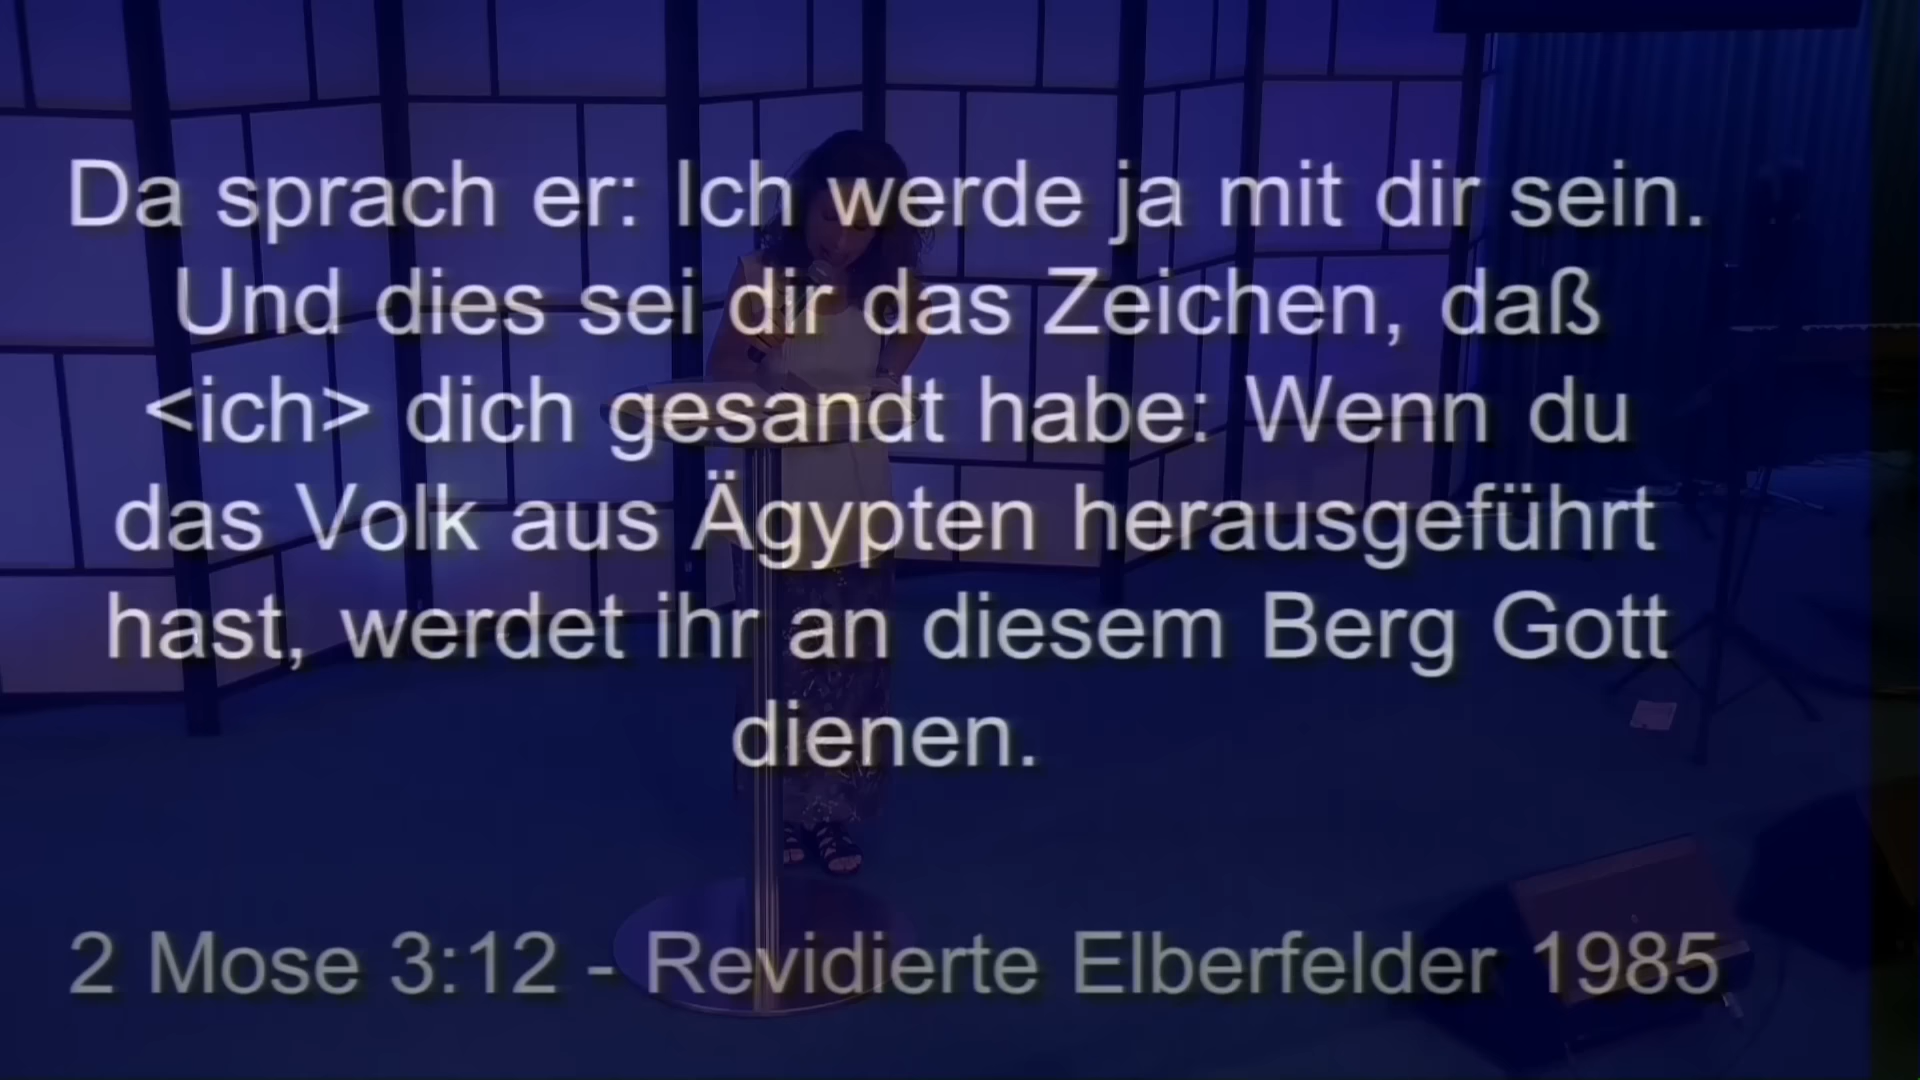 Da sprach er: Ich werde ja mit dir sein.
Und dies sei dir das Zeichen, daß
<ich> dich gesandt habe: Wenn du
das Volk aus Ägypten herausgeführt
hast, werdet ihr an diesem Berg Gott
dienen.
2 Mose 3:12 - Revidierte Elberfelder 1985